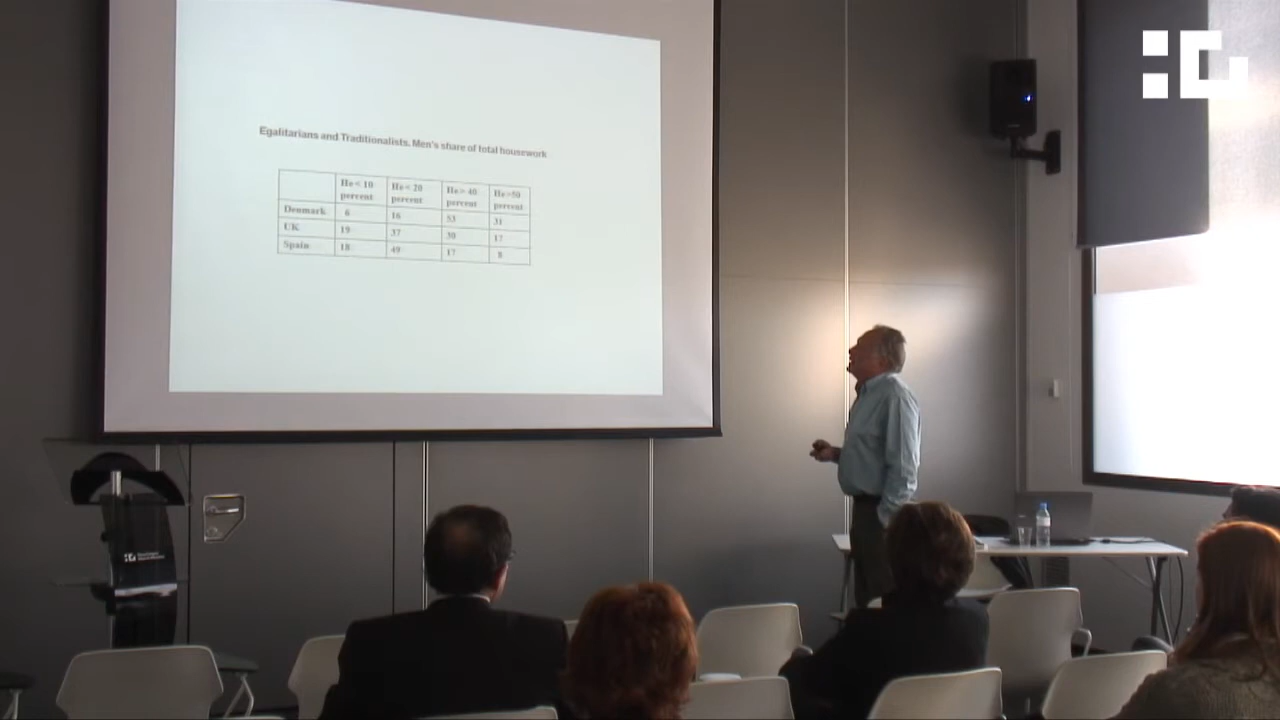 Egalitarians and Traditionalists. Men's share of total housework
He< 10 percent He< 20 percent He> 40 percent He>50 percent
Denmark 6 16 53 31
UK 19 37 30 17
Spain 18 49 17 8